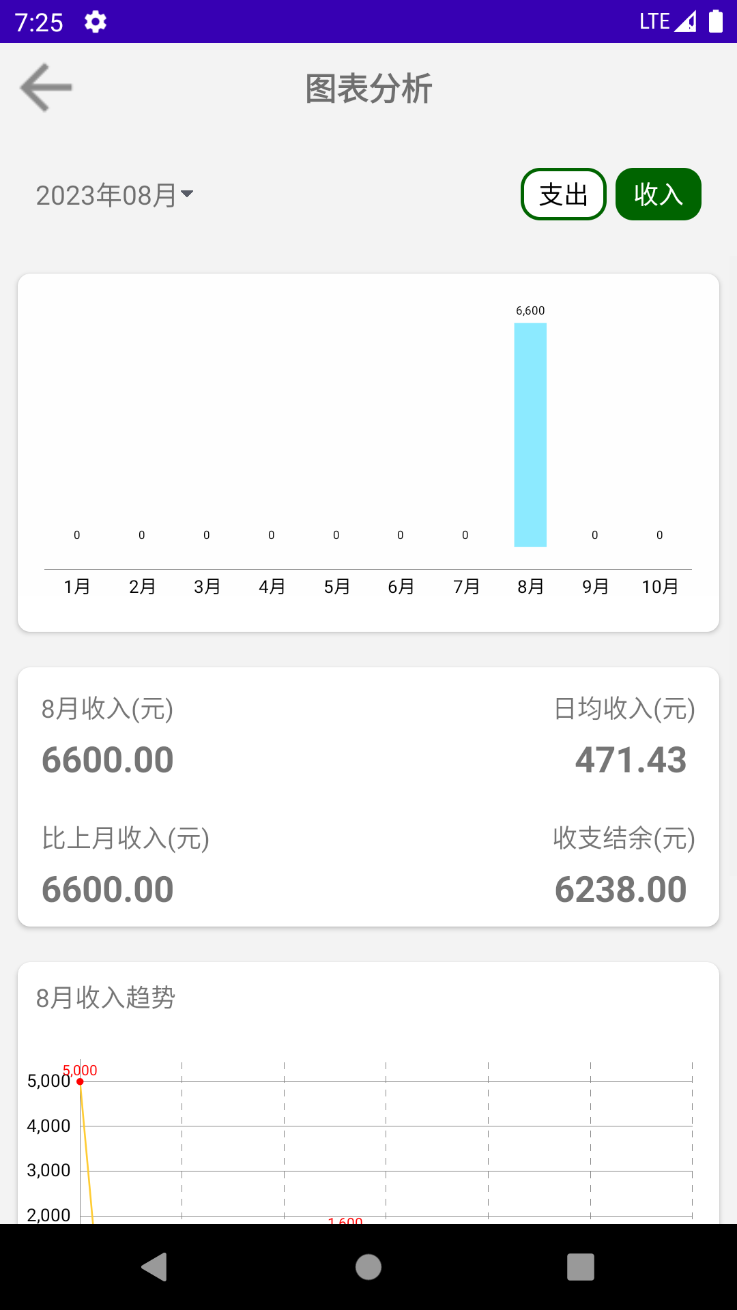 7:25 LTE
图表分析
2023年08月 支出 收入
6,600
0 0 0 0 0 0 0 0 0
1月 2月 3月 4月 5月 6月 7月 8月 9月 10月
8月收入(元) 日均收入(元)
6600.00 471.43
比上月收入(元) 收支结余(元)
6600.00 6238.00
8月收入趋势
5,000
5,000
4,000
3,000
2,000
1,600